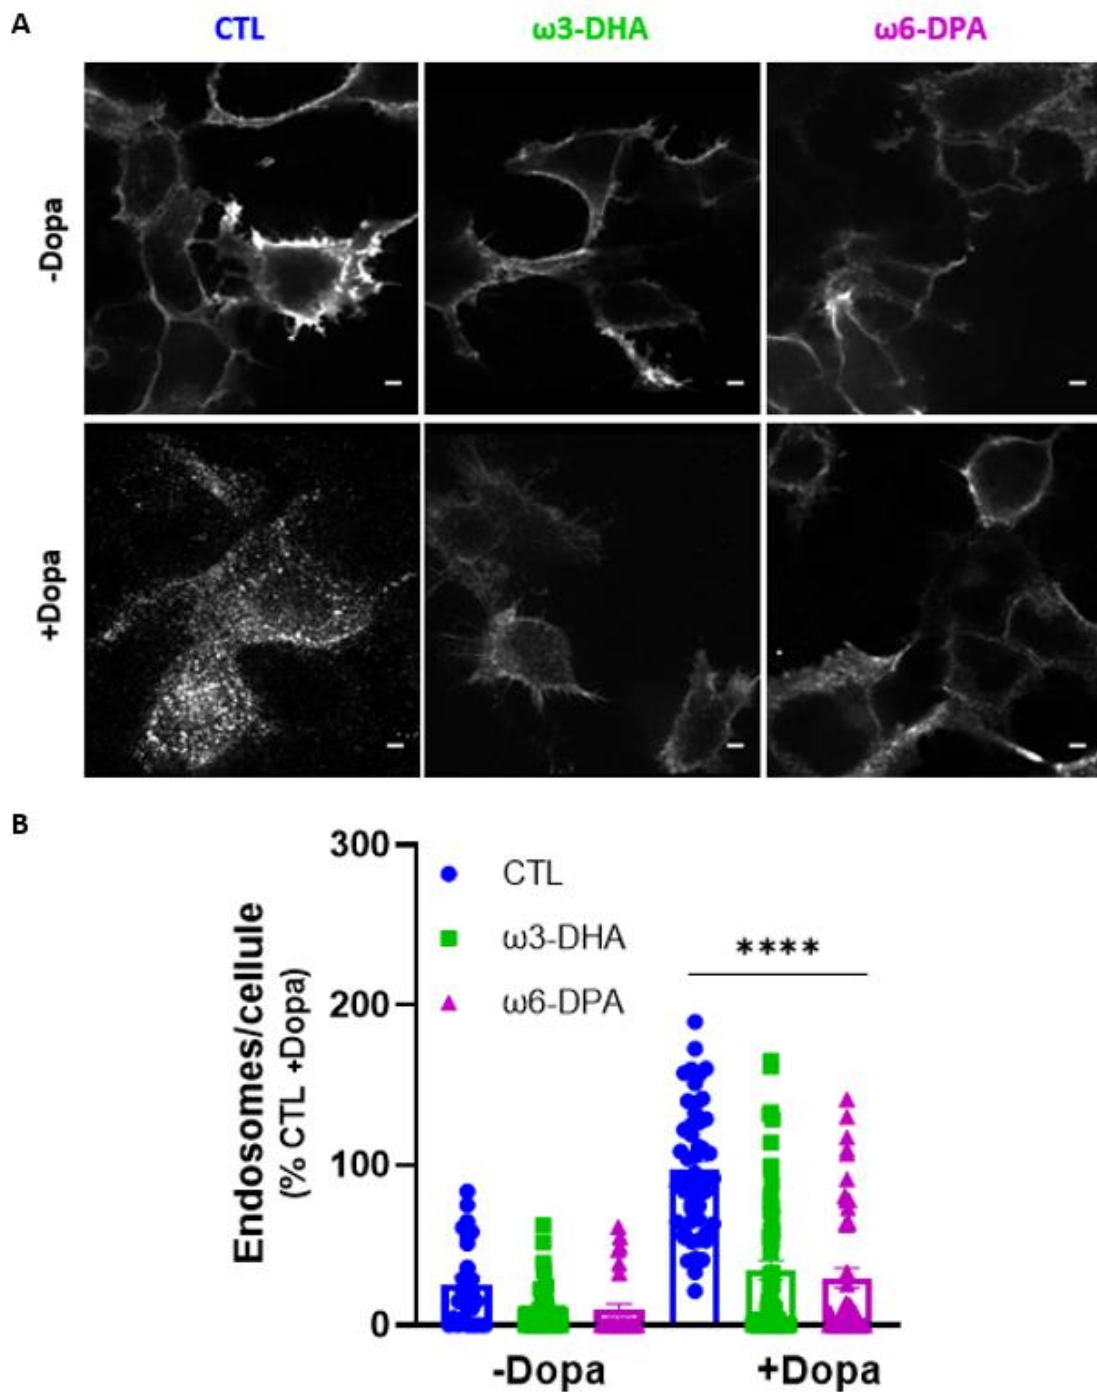 A
CTL ω3-DHA ω6-DPA
-Dopa
+Dopa
B
Endosomes/cellule
(% CTL +Dopa)
300
200
100
0
CTL
ω3-DHA
ω6-DPA
****
-Dopa +Dopa